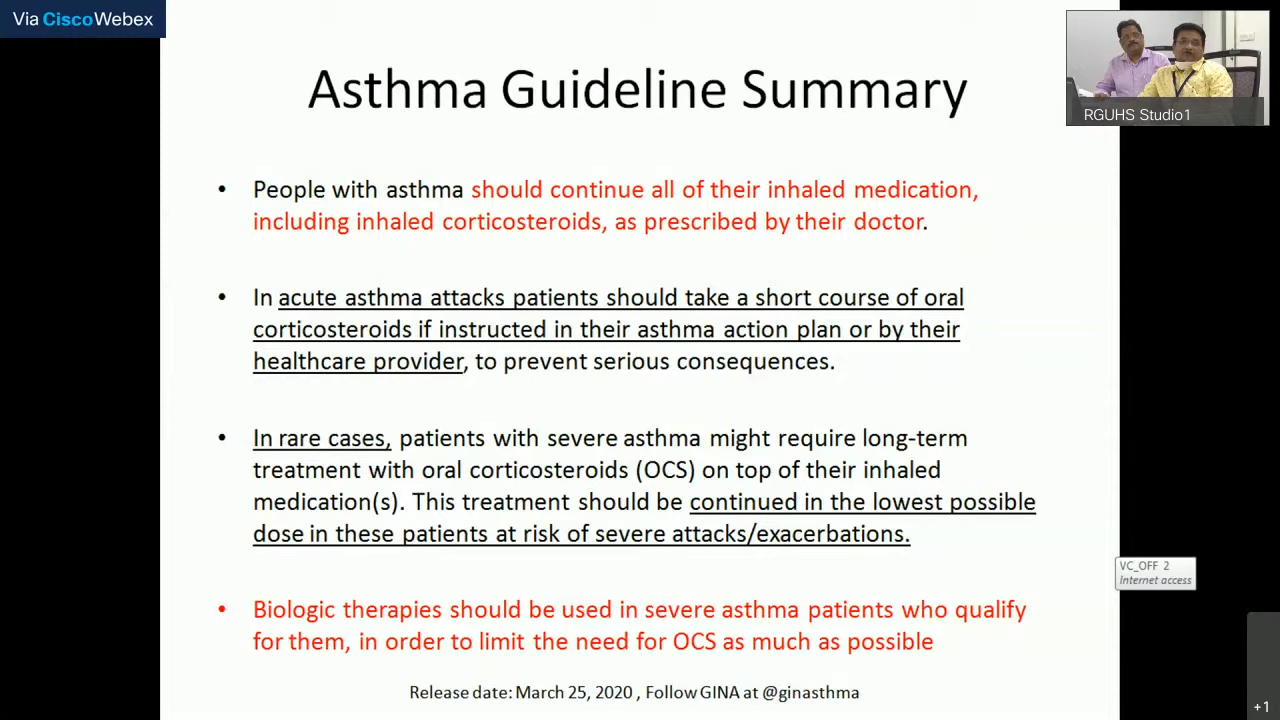 Via CiscoWebex
RGUHS Studio1
Asthma Guideline Summary
• People with asthma should continue all of their inhaled medication,
including inhaled corticosteroids, as prescribed by their doctor.
• In acute asthma attacks patients should take a short course of oral
corticosteroids if instructed in their asthma action plan or by their
healthcare provider, to prevent serious consequences.
• In rare cases, patients with severe asthma might require long-term
treatment with oral corticosteroids (OCS) on top of their inhaled
medication(s). This treatment should be continued in the lowest possible
dose in these patients at risk of severe attacks/exacerbations.
VC_OFF 2
Internet access
• Biologic therapies should be used in severe asthma patients who qualify
for them, in order to limit the need for OCS as much as possible
Release date: March 25, 2020 , Follow GINA at @ginasthma
+1